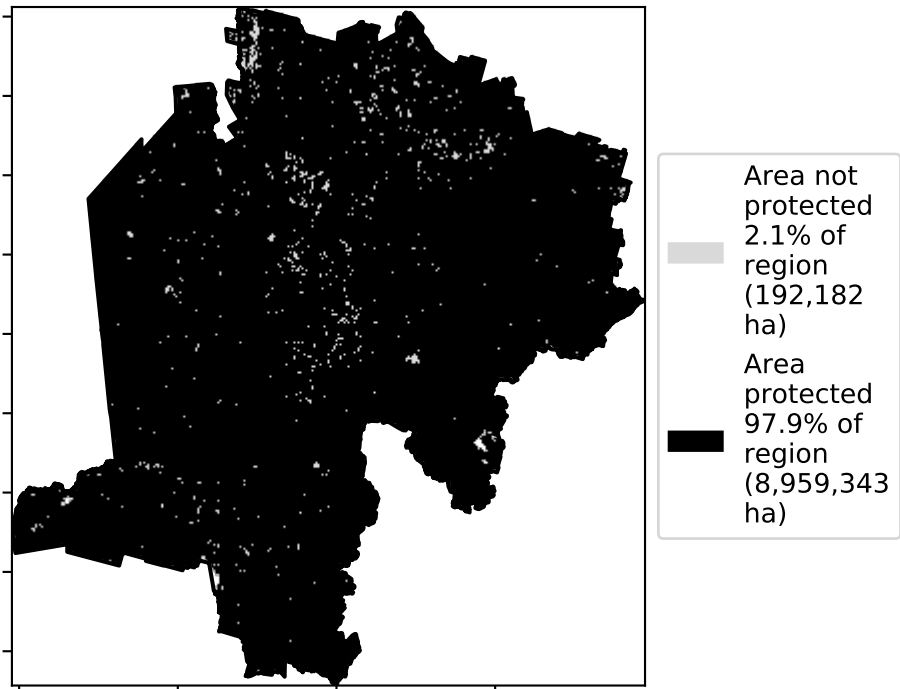 Area not
protected
2.1% of
region
(192,182
ha)
Area
protected
97.9% of
region
(8,959,343
ha)